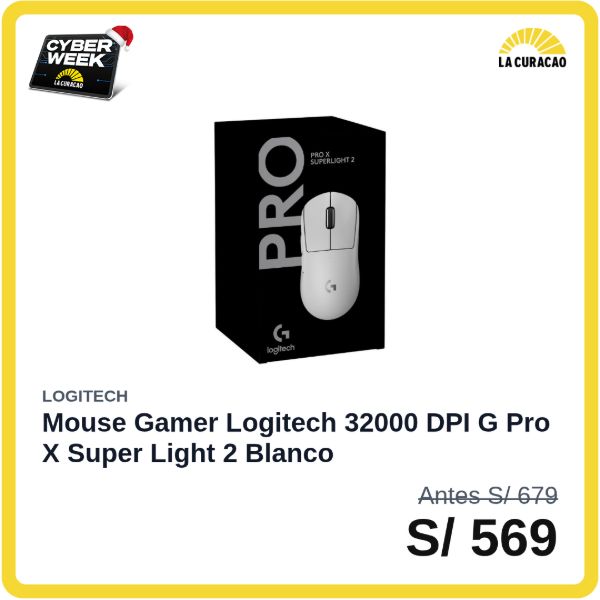 CYBER
WEEK
LA CURACAO
LA CURACAO
PRO
PRO X
SUPERLIGHT 2
G
logitech
LOGITECH
Mouse Gamer Logitech 32000 DPI G Pro
X Super Light 2 Blanco
Antes S/ 679
S/ 569